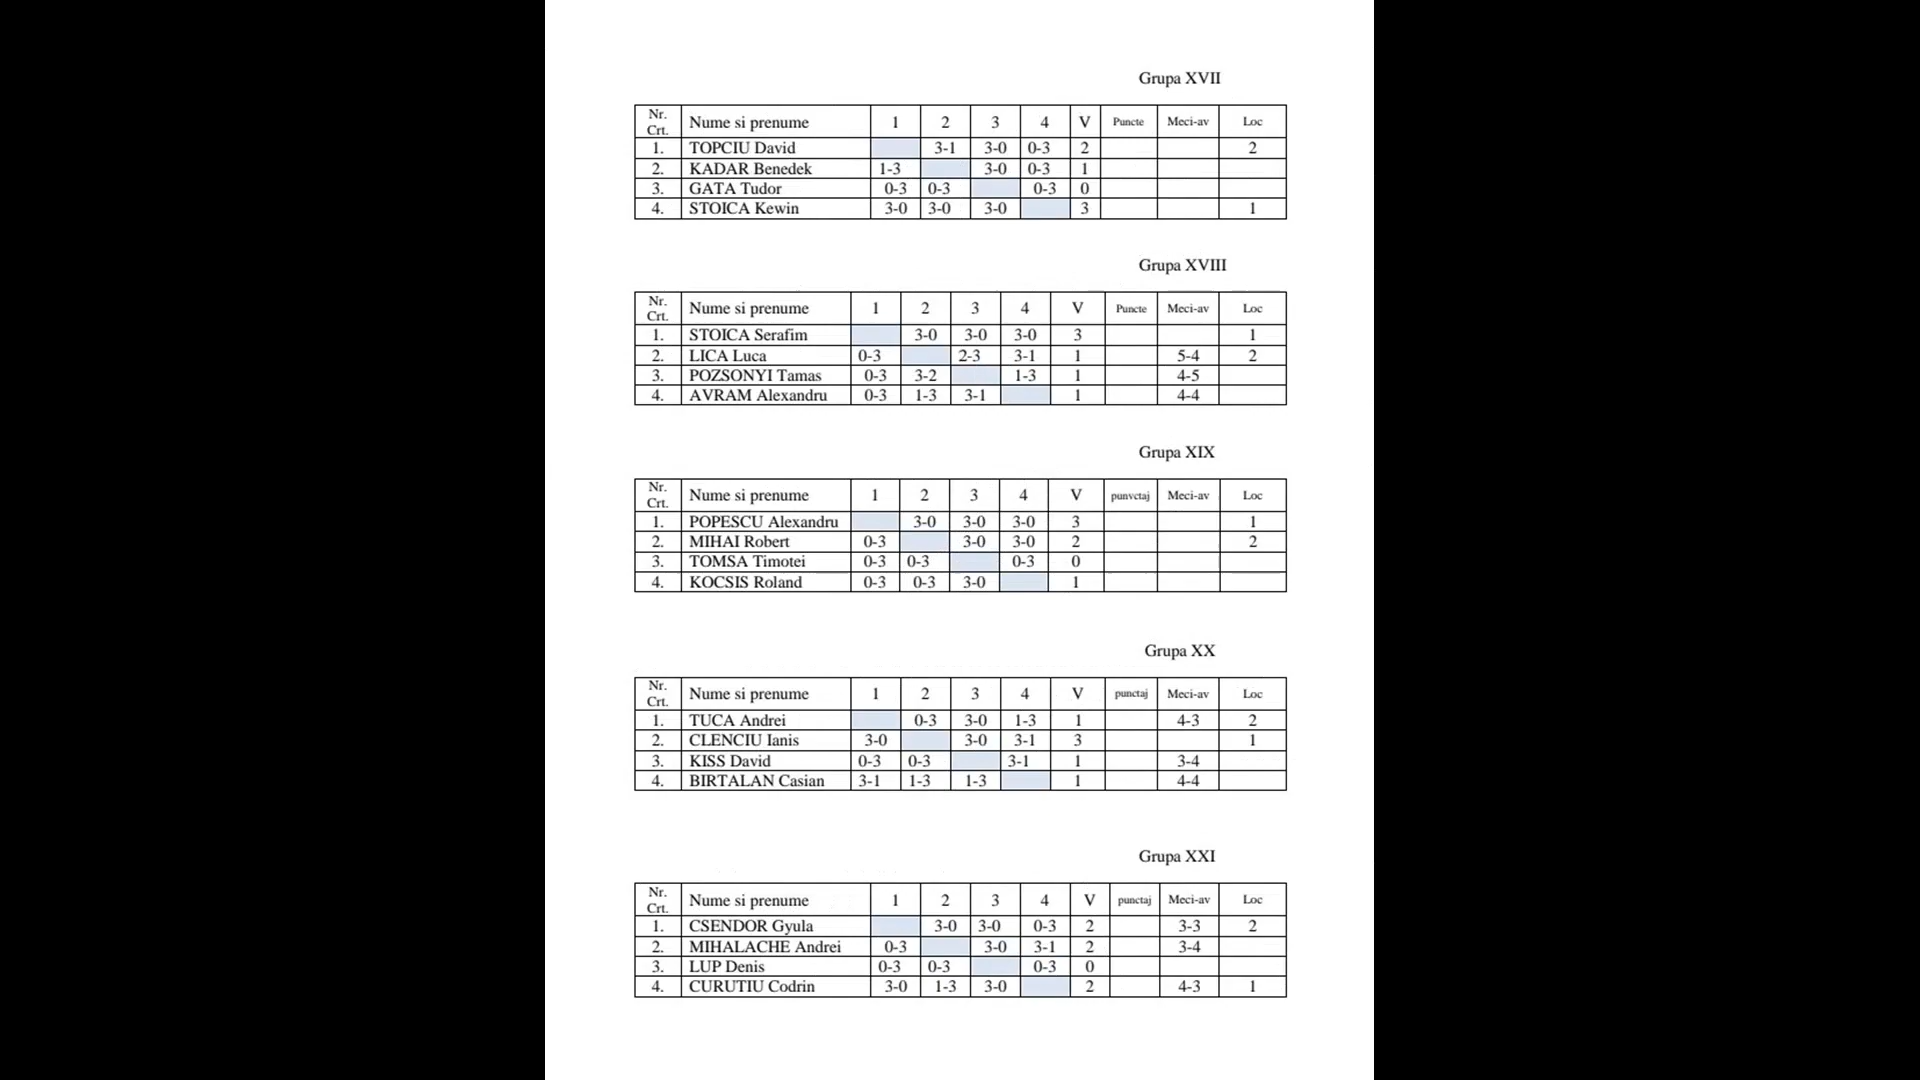 Grupa XVII
Nr. Crt. Nume si prenume 1 2 3 4 V Puncte Meci-av Loc
1. TOPCIU David 3-1 3-0 0-3 2 2
2. KADAR Benedek 1-3 3-0 0-3 1
3. GATA Tudor 0-3 0-3 0-3 0
4. STOICA Kewin 3-0 3-0 3-0 3 1
Grupa XVIII
Nr. Crt. Nume si prenume 1 2 3 4 V Puncte Meci-av Loc
1. STOICA Serafim 3-0 3-0 3-0 3 1
2. LICA Luca 0-3 2-3 3-1 1 5-4 2
3. POZSONYI Tamas 0-3 3-2 1-3 1 4-5
4. AVRAM Alexandru 0-3 1-3 3-1 1 4-4
Grupa XIX
Nr. Crt. Nume si prenume 1 2 3 4 V punvctaj Meci-av Loc
1. POPESCU Alexandru 3-0 3-0 3-0 3 1
2. MIHAI Robert 0-3 3-0 3-0 2 2
3. TOMSA Timotei 0-3 0-3 0-3 0
4. KOCSIS Roland 0-3 0-3 3-0 1
Grupa XX
Nr. Crt. Nume si prenume 1 2 3 4 V punctaj Meci-av Loc
1. TUCA Andrei 0-3 3-0 1-3 1 4-3 2
2. CLENCIU Ianis 3-0 3-0 3-1 3 1
3. KISS David 0-3 0-3 3-1 1 3-4
4. BIRTALAN Casian 3-1 1-3 1-3 1 4-4
Grupa XXI
Nr. Crt. Nume si prenume 1 2 3 4 V punctaj Meci-av Loc
1. CSENDOR Gyula 3-0 3-0 0-3 2 3-3 2
2. MIHALACHE Andrei 0-3 3-0 3-1 2 3-4
3. LUP Denis 0-3 0-3 0-3 0
4. CURUTIU Codrin 3-0 1-3 3-0 2 4-3 1